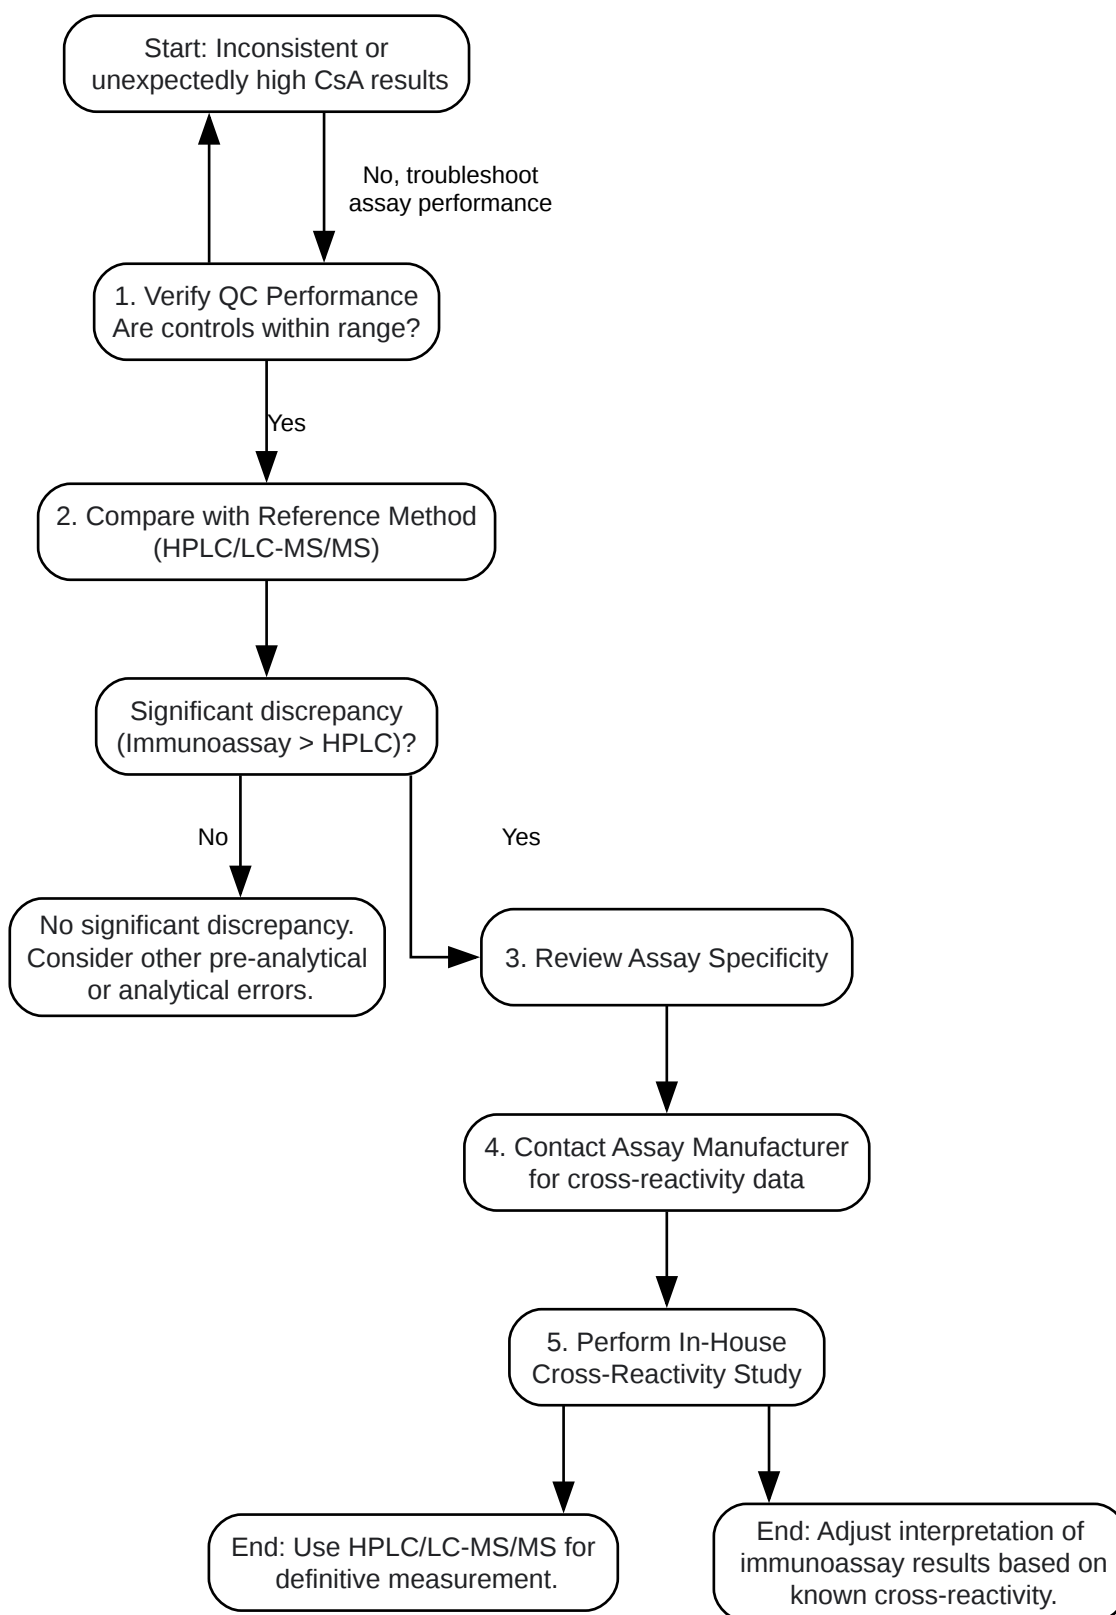 Start: Inconsistent or
unexpectedly high CsA results
No, troubleshoot
assay performance
1. Verify QC Performance
Are controls within range?
Yes
2. Compare with Reference Method
(HPLC/LC-MS/MS)
Significant discrepancy
(Immunoassay > HPLC)?
No
Yes
No significant discrepancy.
Consider other pre-analytical
or analytical errors.
3. Review Assay Specificity
4. Contact Assay Manufacturer
for cross-reactivity data
5. Perform In-House
Cross-Reactivity Study
End: Use HPLC/LC-MS/MS for
definitive measurement.
End: Adjust interpretation of
immunoassay results based on
known cross-reactivity.